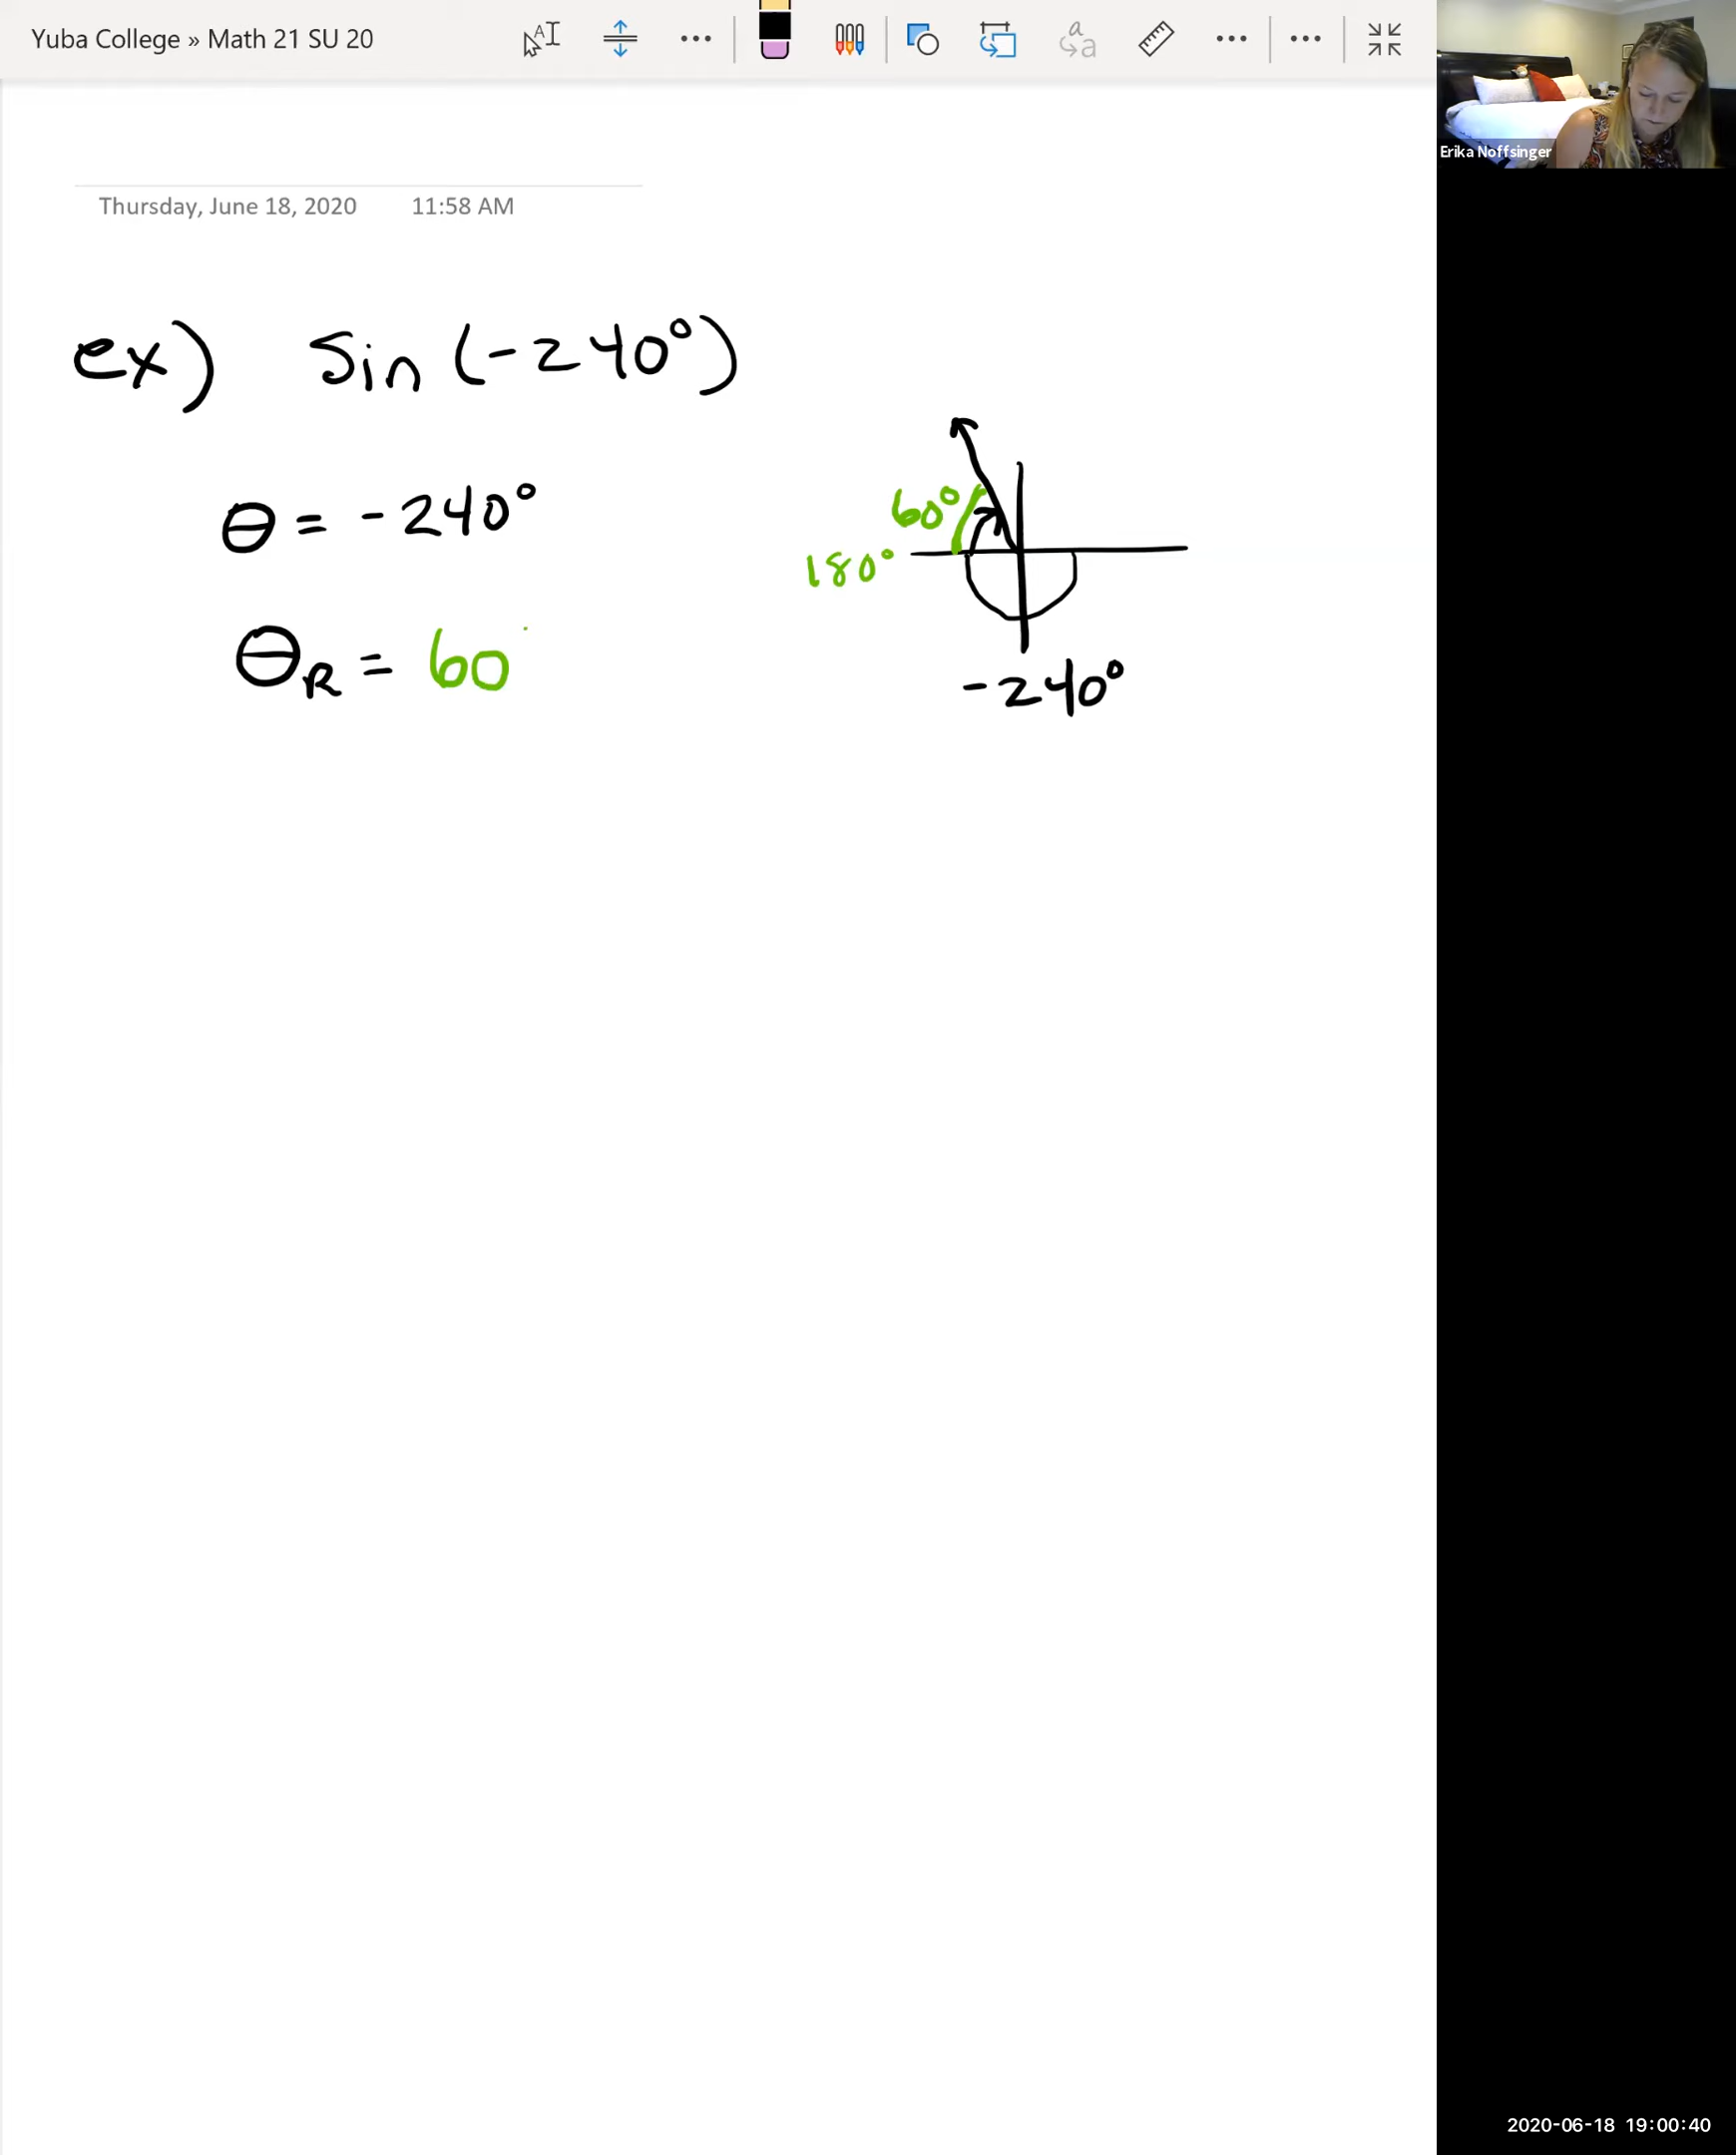 Yuba College » Math 21 SU 20
Erika Noffsinger
Thursday, June 18, 2020 11:58 AM
ex) Sin (-240°)
θ = -240°
60°
180°
θR = 60
-240°
2020-06-18 19:00:40